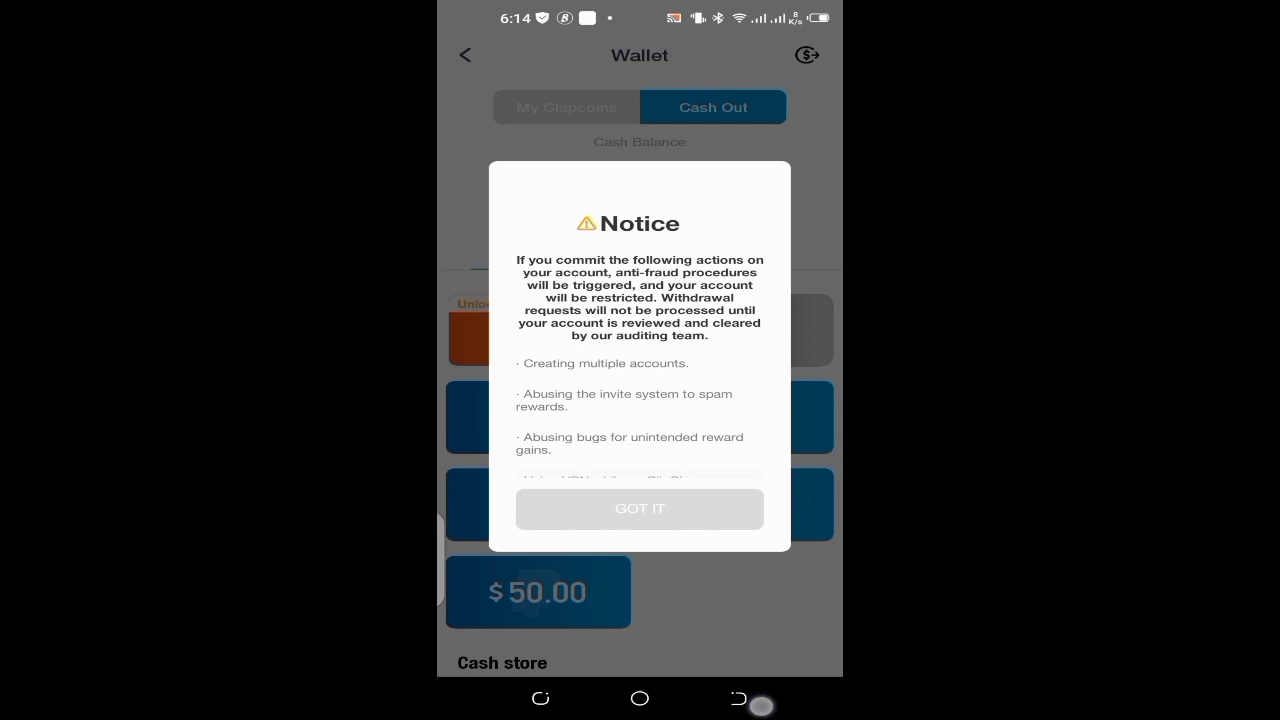 6:14
8
K/s
Wallet
My Clapcoins
Cash Out
Cash Balance
Notice
If you commit the following actions on
your account, anti-fraud procedures
will be triggered, and your account
will be restricted. Withdrawal
requests will not be processed until
your account is reviewed and cleared
by our auditing team.
· Creating multiple accounts.
· Abusing the invite system to spam
rewards.
· Abusing bugs for unintended reward
gains.
GOT IT
$ 50.00
Cash store